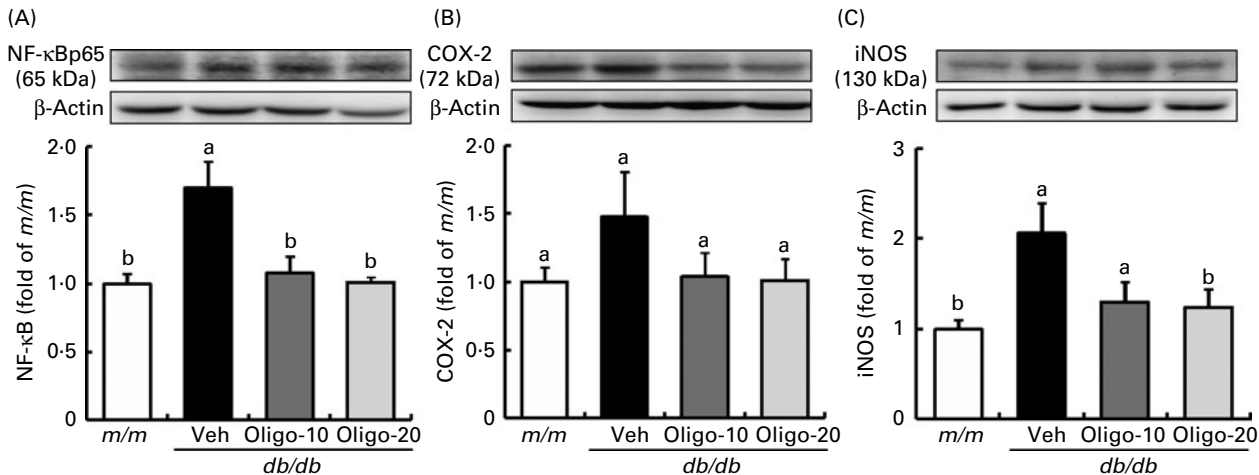 (A)
NF-κBp65
(65 kDa)
β-Actin
2·0
1·5
1·0
0·5
0
NF-κB (fold of m/m)
b
a
b
b
m/m
Veh
Oligo-10
Oligo-20
db/db
(B)
COX-2
(72 kDa)
β-Actin
2·0
1·5
1·0
0·5
0
COX-2 (fold of m/m)
a
a
a
a
m/m
Veh
Oligo-10
Oligo-20
db/db
(C)
iNOS
(130 kDa)
β-Actin
3
2
1
0
iNOS (fold of m/m)
b
a
a
b
m/m
Veh
Oligo-10
Oligo-20
db/db